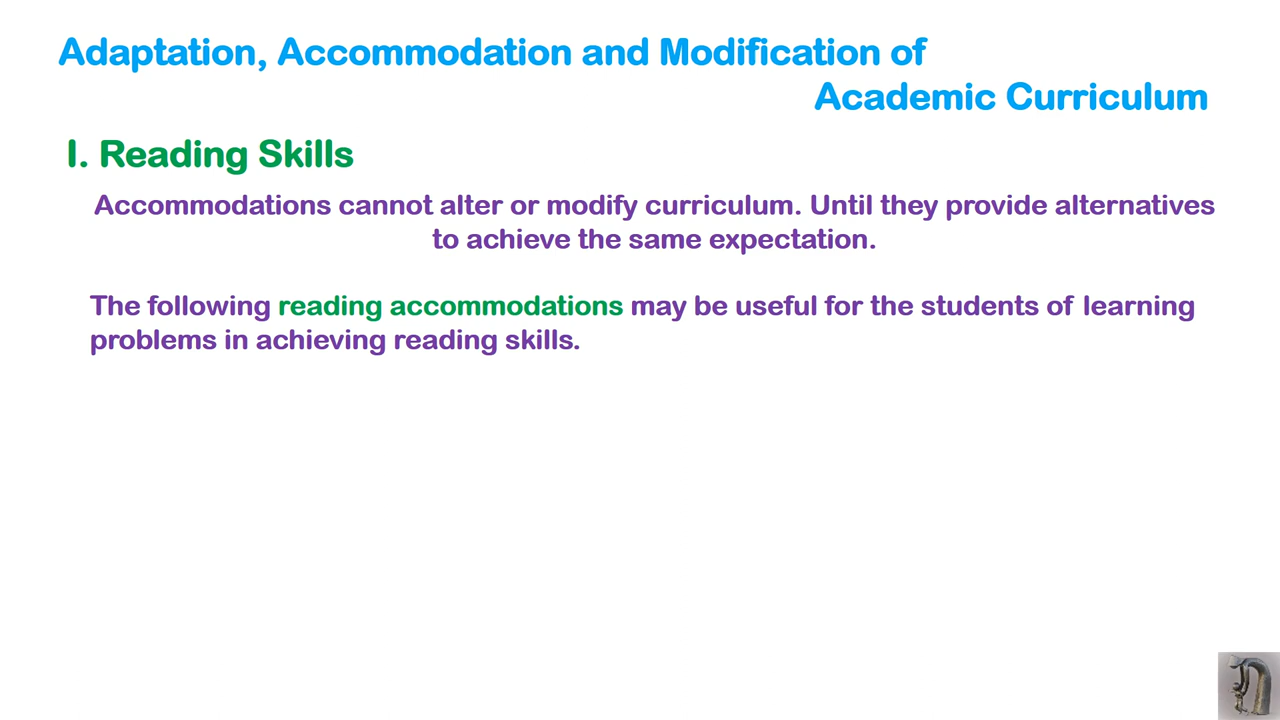 Adaptation, Accommodation and Modification of
Academic Curriculum
I. Reading Skills
Accommodations cannot alter or modify curriculum. Until they provide alternatives
to achieve the same expectation.
The following reading accommodations may be useful for the students of learning
problems in achieving reading skills.